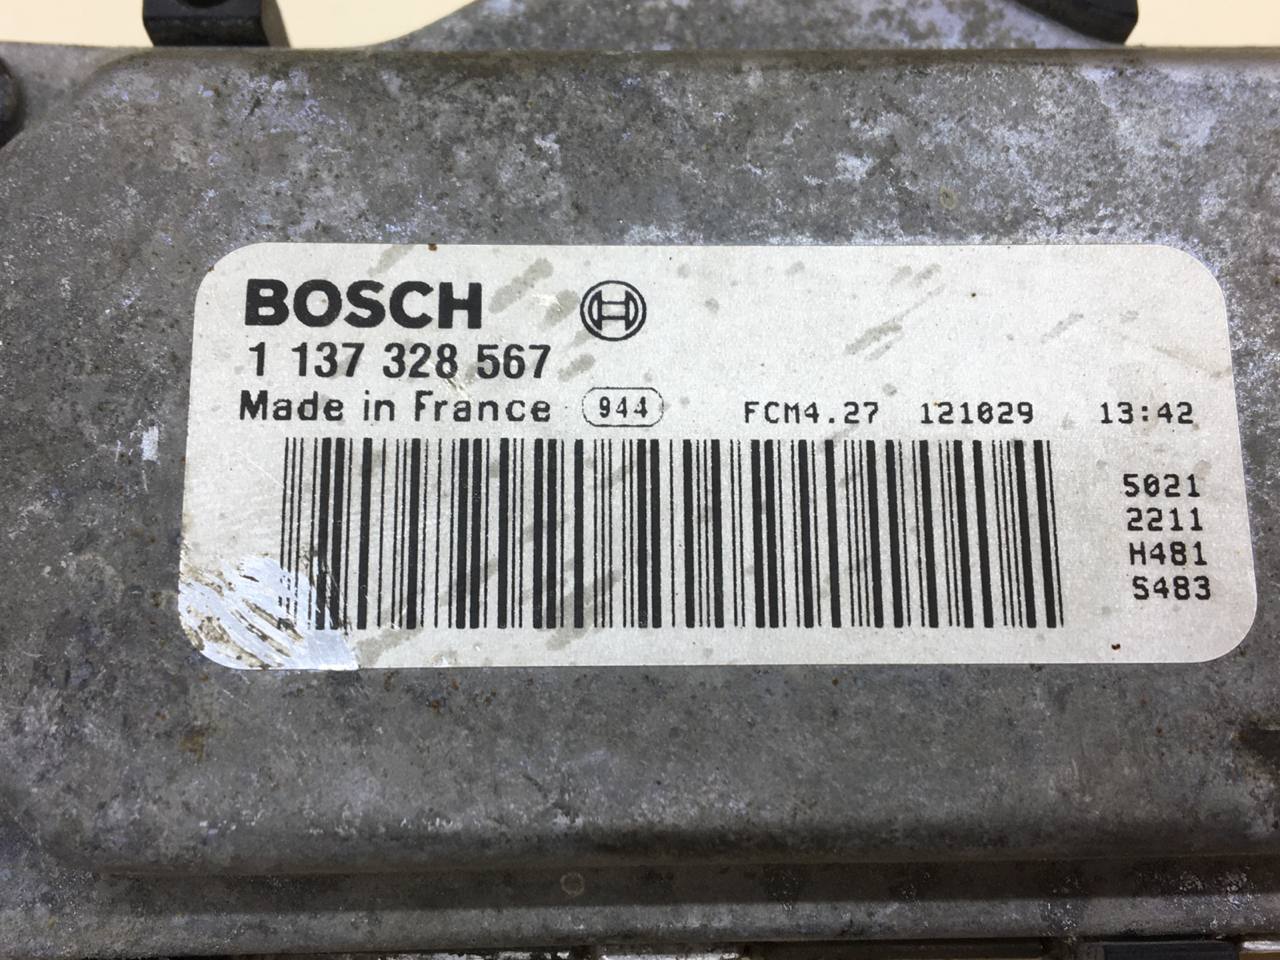 BOSCH
1 137 328 567
Made in France 944 FCM4.27 121029 13:42
5021
2211
H481
S483